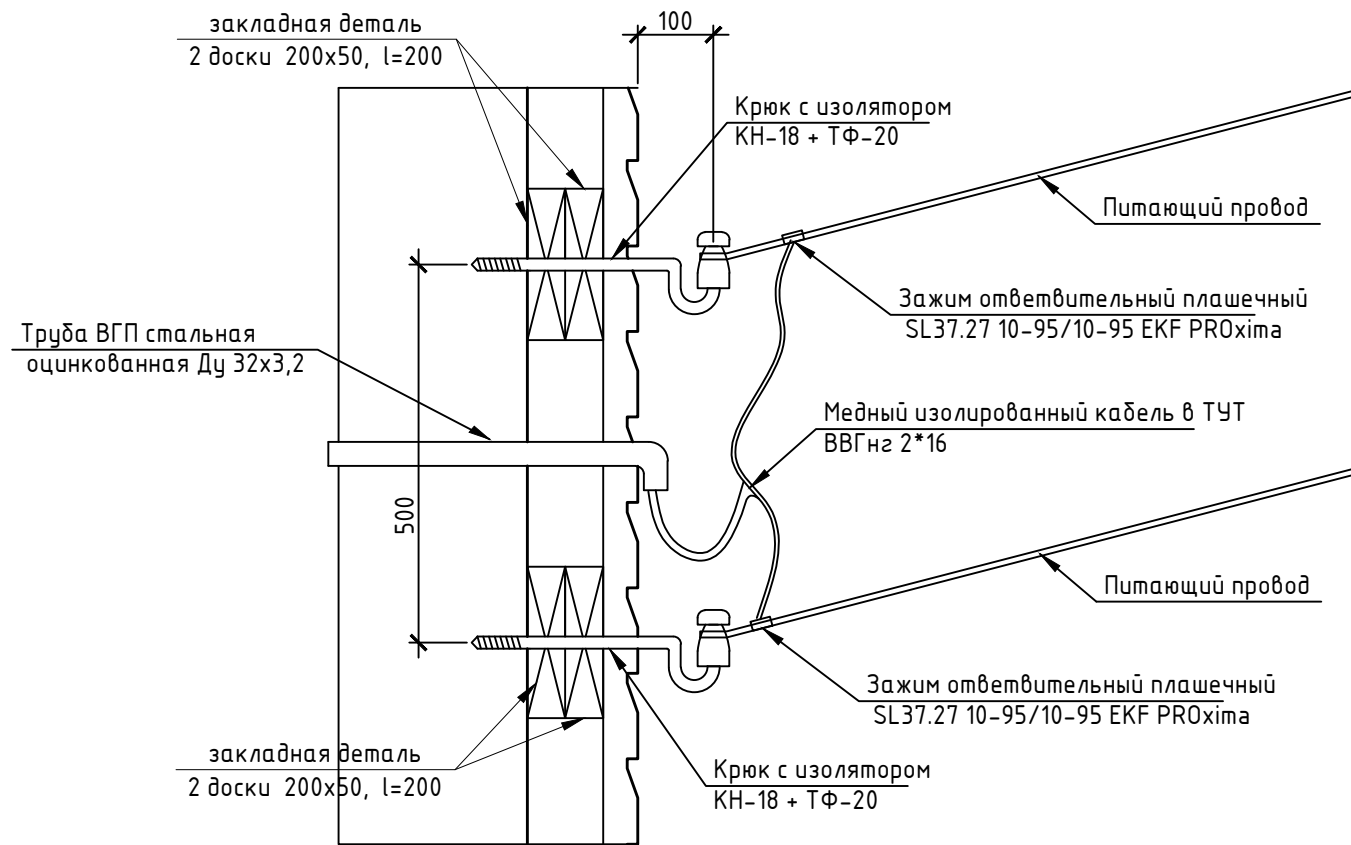 закладная деталь
2 доски 200x50, l=200
100
Крюк с изолятором
КН-18 + ТФ-20
Питающий провод
Зажим ответвительный плашечный
SL37.27 10-95/10-95 EKF PROxima
Труба ВГП стальная
оцинкованная Ду 32x3,2
Медный изолированный кабель в ТУТ
ВВГнг 2*16
500
Питающий провод
Зажим ответвительный плашечный
SL37.27 10-95/10-95 EKF PROxima
закладная деталь
2 доски 200x50, l=200
Крюк с изолятором
КН-18 + ТФ-20